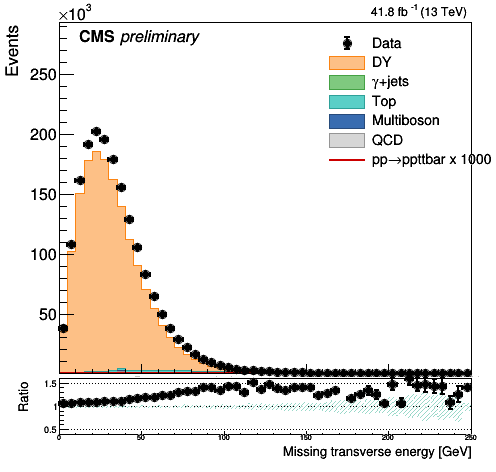 ×10³
41.8 fb⁻¹ (13 TeV)
CMS preliminary
Events
250
200
150
100
50
Data
DY
γ+jets
Top
Multiboson
QCD
pp→ppttbar x 1000
Ratio
1.5
1
0.5
0 50 100 150 200 250
Missing transverse energy [GeV]